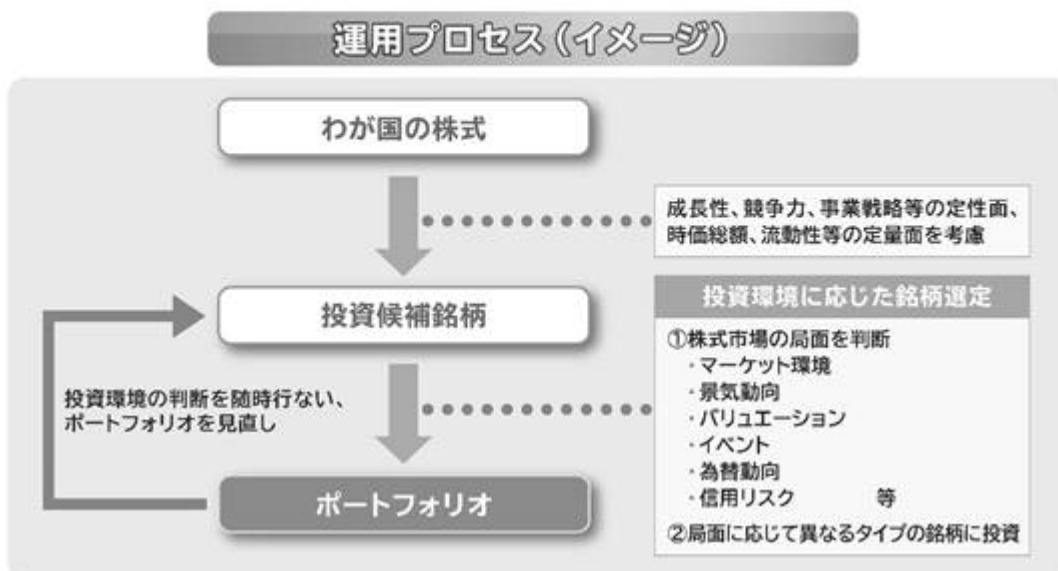 運用プロセス（イメージ）
わが国の株式
成長性、競争力、事業戦略等の定性面、
時価総額、流動性等の定量面を考慮
投資候補銘柄
投資環境に応じた銘柄選定
①株式市場の局面を判断
・マーケット環境
・景気動向
・バリュエーション
・イベント
・為替動向
・信用リスク 等
②局面に応じて異なるタイプの銘柄に投資
投資環境の判断を随時行ない、
ポートフォリオを見直し
ポートフォリオ